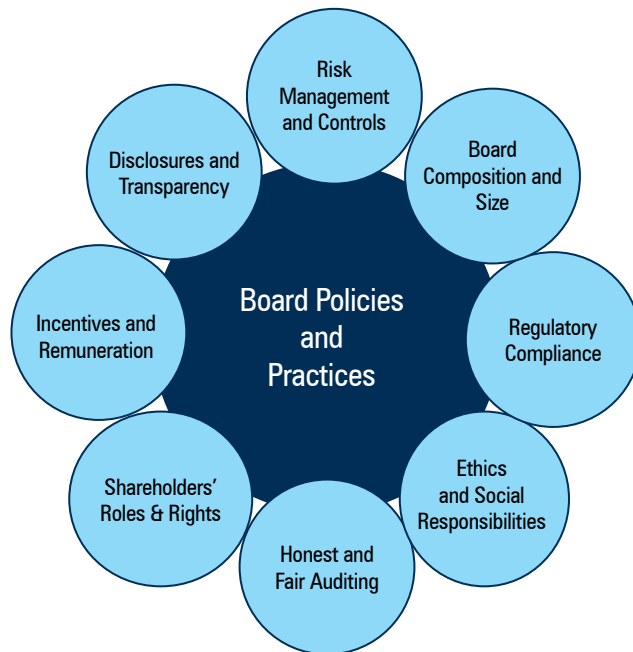 Risk
Management
and Controls
Board
Composition and
Size
Regulatory
Compliance
Ethics
and Social
Responsibilities
Honest and
Fair Auditing
Shareholders’
Roles & Rights
Incentives and
Remuneration
Disclosures and
Transparency
Board Policies
and
Practices